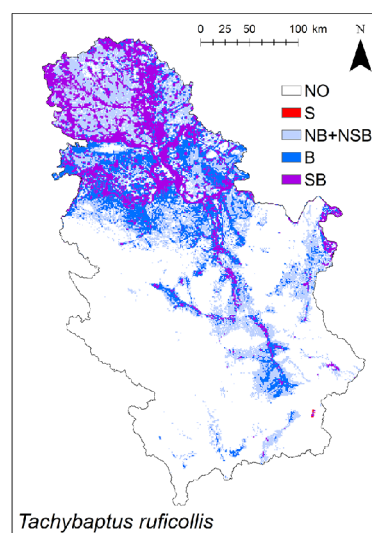 0 25 50 100 km
N
NO
S
NB+NSB
B
SB
Tachybaptus ruficollis